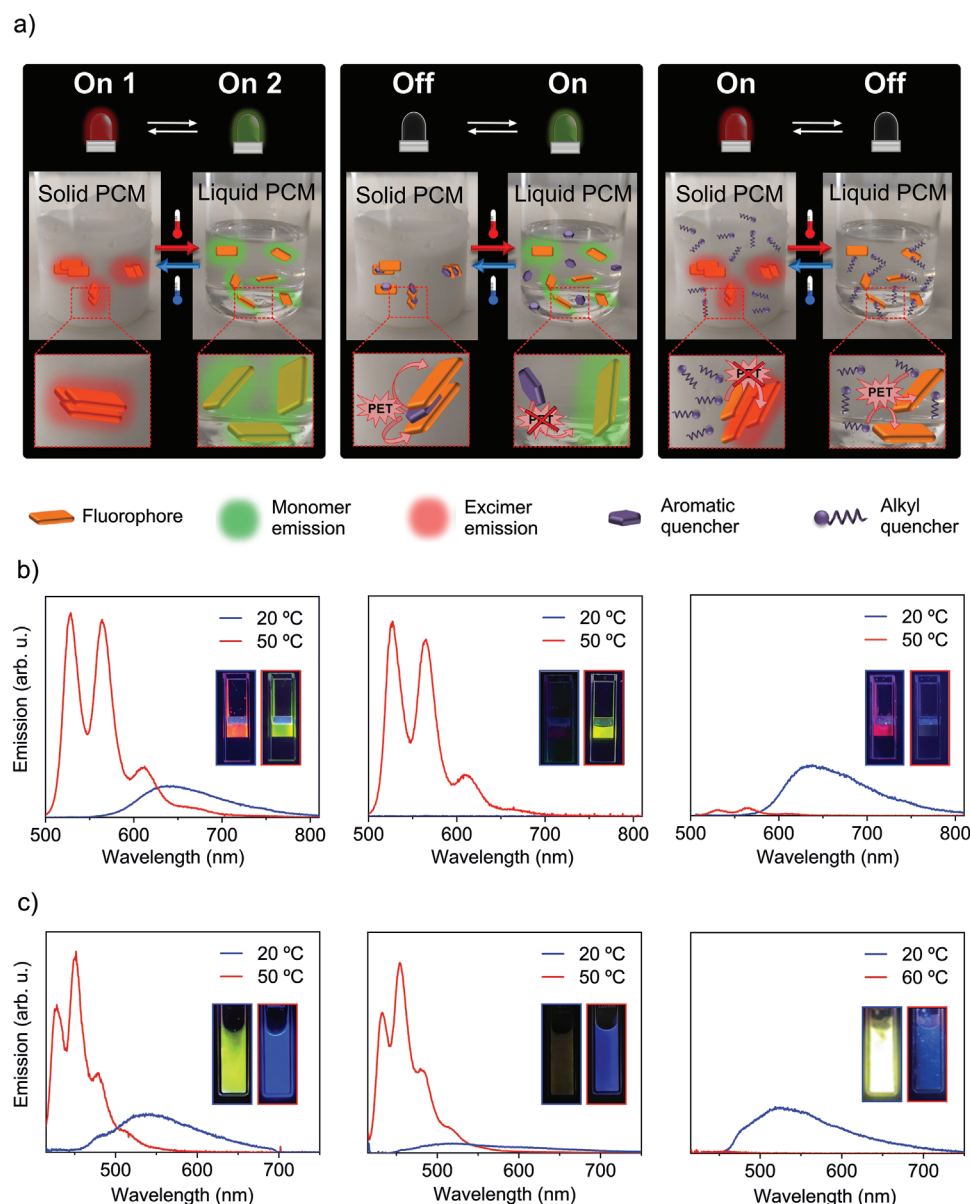 a)
On 1
On 2
Off
On
On
Off
Solid PCM
Liquid PCM
Solid PCM
Liquid PCM
Solid PCM
Liquid PCM
PET
PET
PET
PET
Fluorophore
Monomer
emission
Excimer
emission
Aromatic
quencher
Alkyl
quencher
b)
Emission (arb. u.)
20 ºC
50 ºC
500
600
700
800
Wavelength (nm)
20 ºC
50 ºC
500
600
700
800
Wavelength (nm)
20 ºC
50 ºC
500
600
700
800
Wavelength (nm)
c)
Emission (arb. u.)
20 ºC
50 ºC
500
600
700
Wavelength (nm)
20 ºC
50 ºC
500
600
700
Wavelength (nm)
20 ºC
60 ºC
500
600
700
Wavelength (nm)